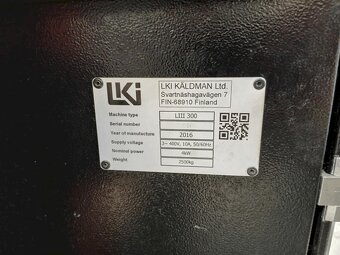 LKI
LKI KÄLDMAN Ltd.
Svartnäshagavägen 7
FIN-68910 Finland
Machine type LIII 300
Serial number
Year of manufacture 2016
Supply voltage 3~ 400V, 10A, 50/60Hz
Nominal power 4kW
Weight 2500kg